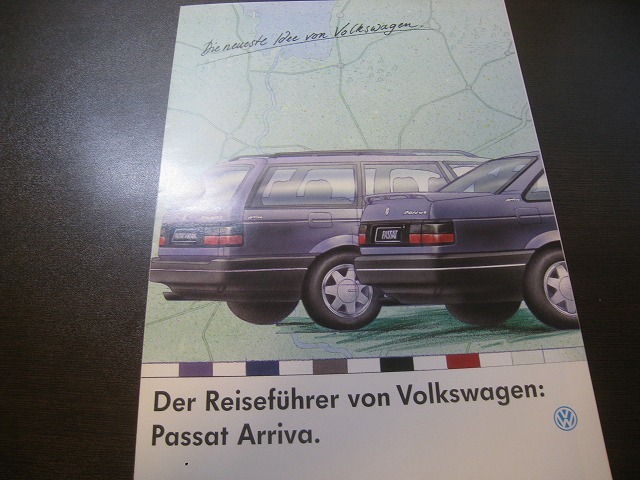 Die neueste Idee von Volkswagen.
PASSAT
Der Reiseführer von Volkswagen:
Passat Arriva.